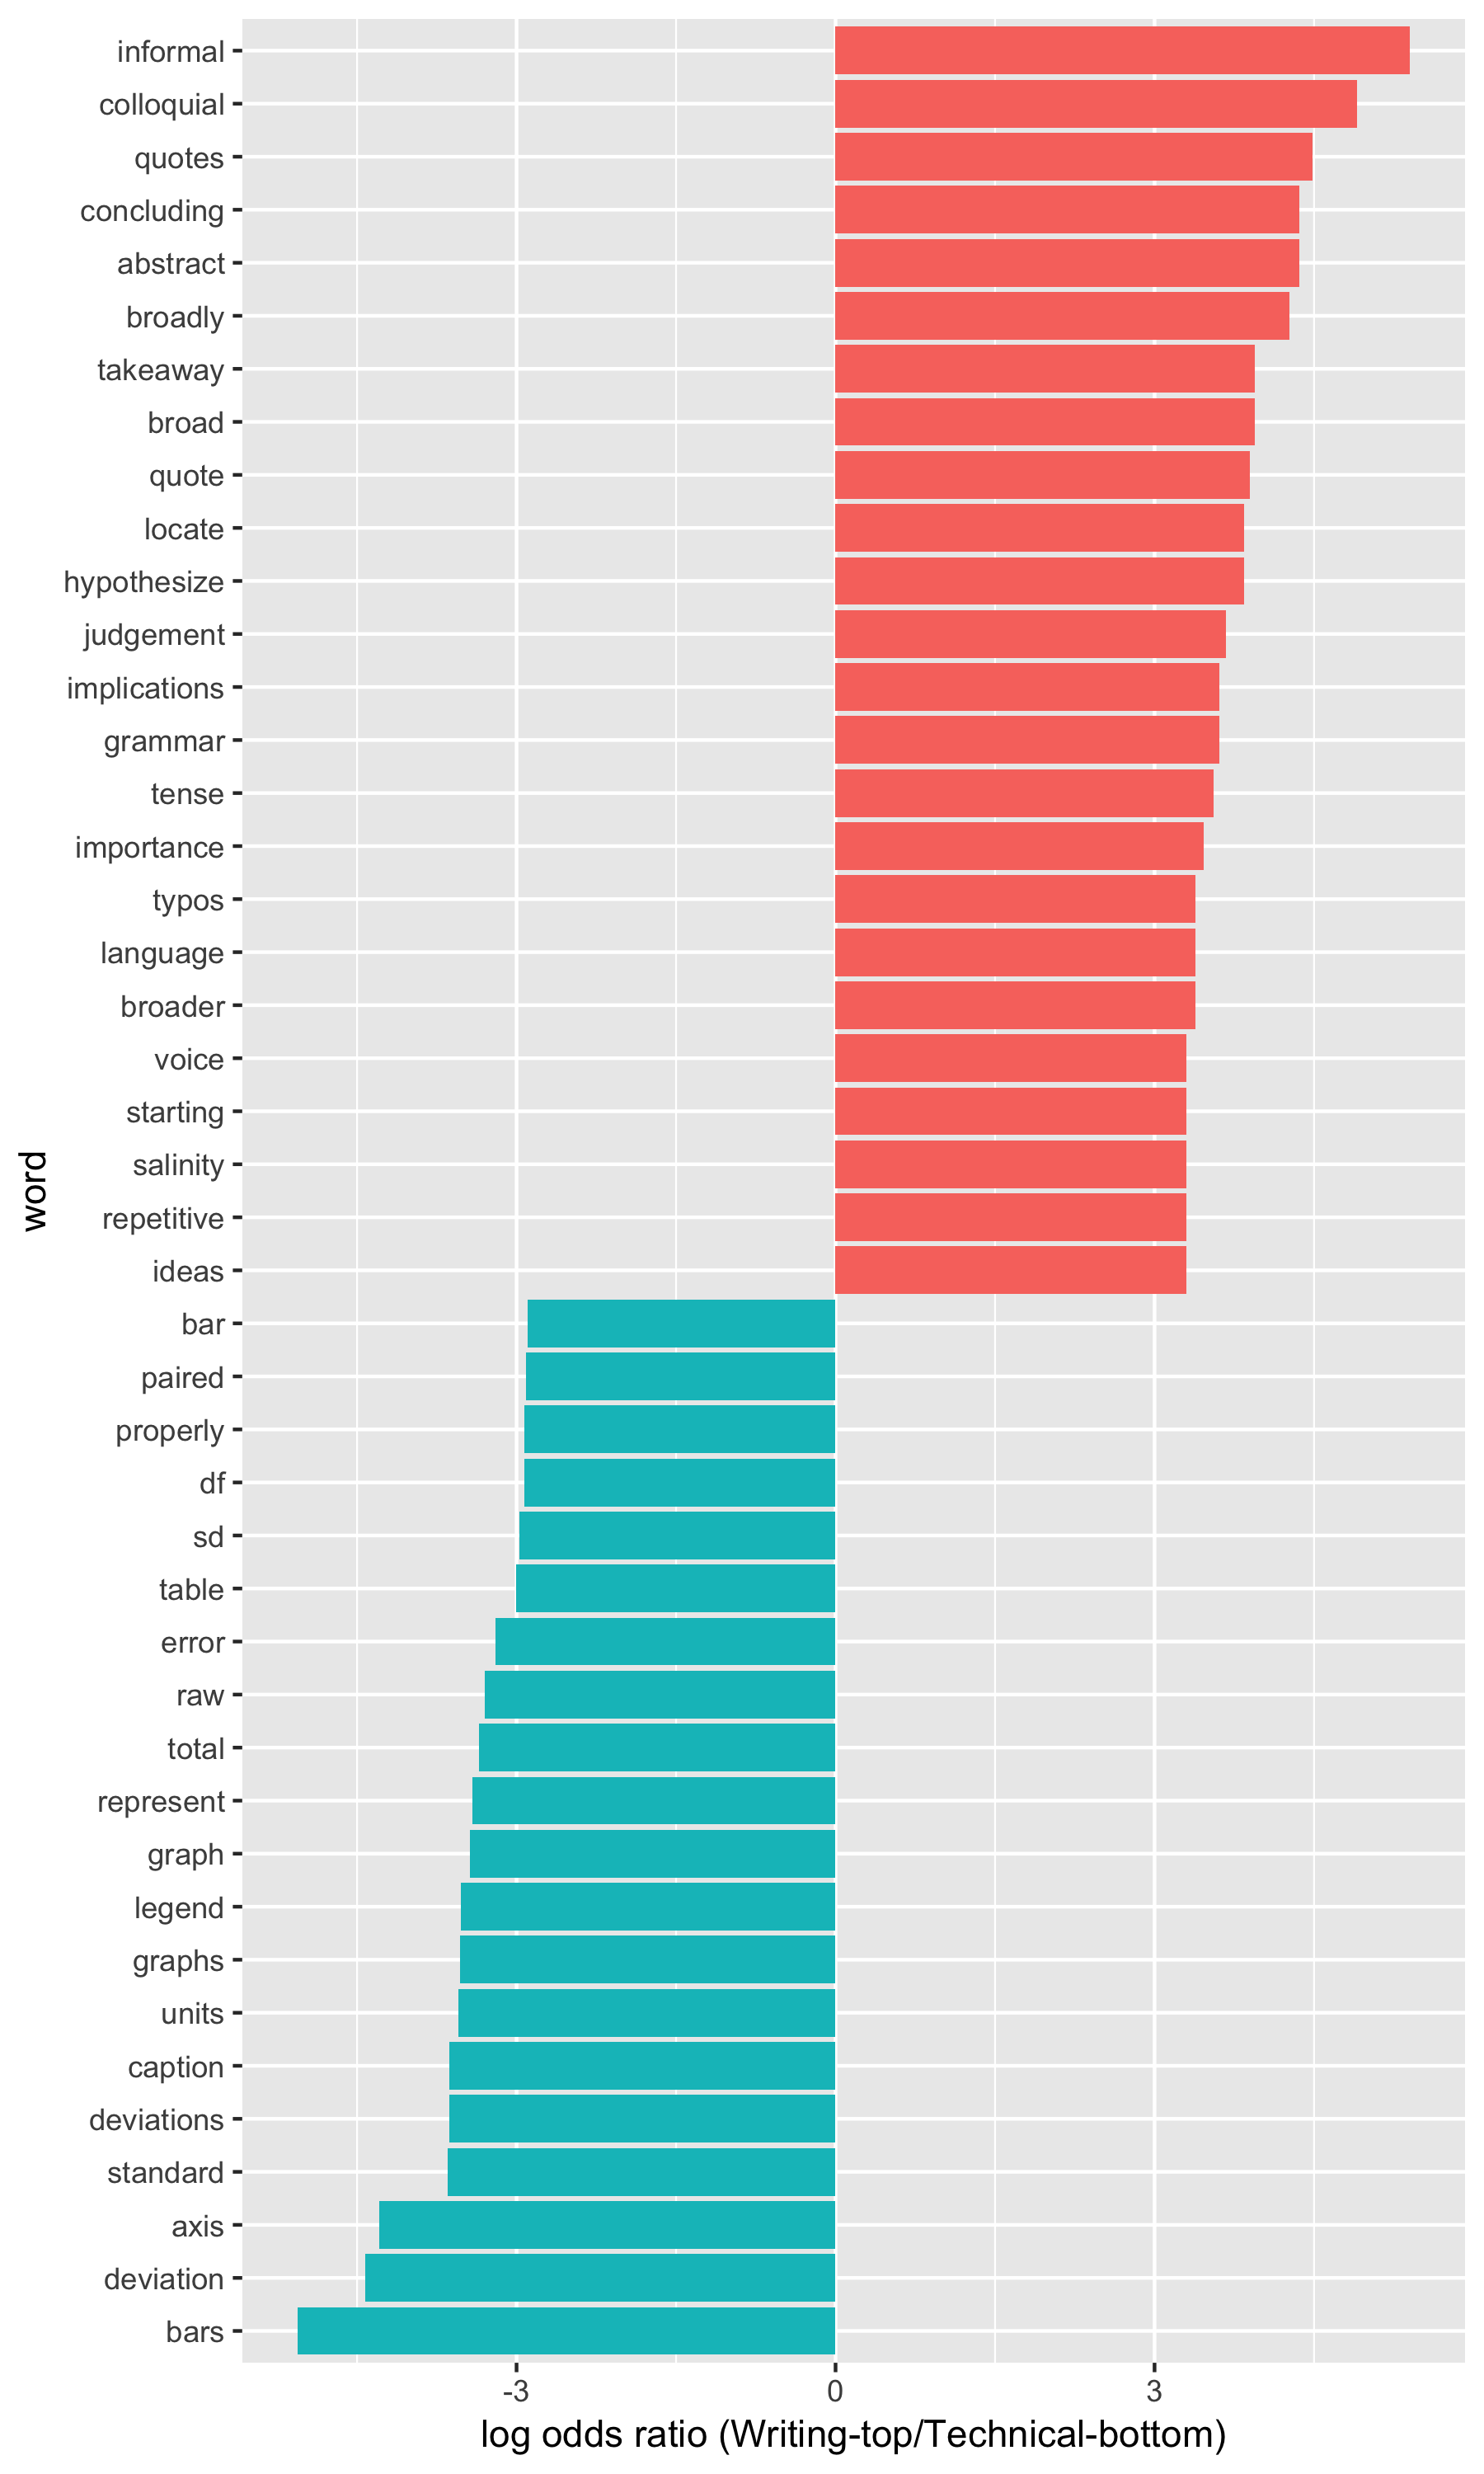 informal
colloquial
quotes
concluding
abstract
broadly
takeaway
broad
quote
locate
hypothesize
judgement
implications
grammar
tense
importance
typos
language
broader
voice
starting
salinity
repetitive
ideas
bar
paired
properly
df
sd
table
error
raw
total
represent
graph
legend
graphs
units
caption
deviations
standard
axis
deviation
bars
word
-3 0 3
log odds ratio (Writing-top/Technical-bottom)